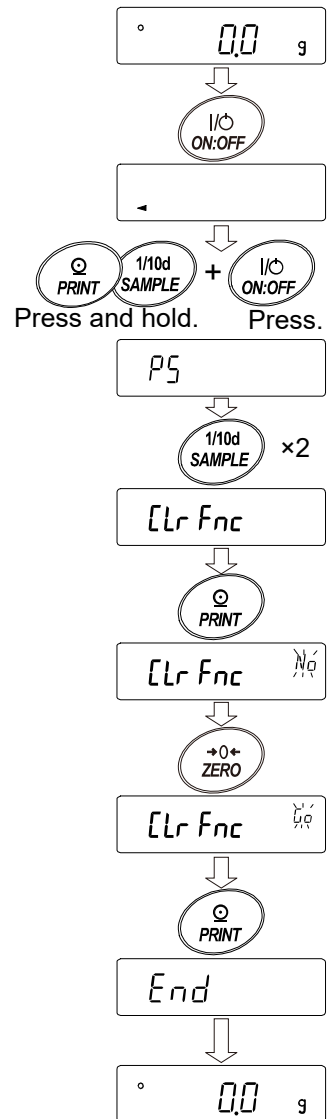 ° 0.0 g
I/⏻
ON:OFF
◄
⊙ PRINT 1/10d SAMPLE + I/⏻ ON:OFF
Press and hold. Press.
PS
1/10d
SAMPLE ×2
CLr Fnc
⊙
PRINT
CLr Fnc No
→0←
ZERO
CLr Fnc Go
⊙
PRINT
End
° 0.0 g